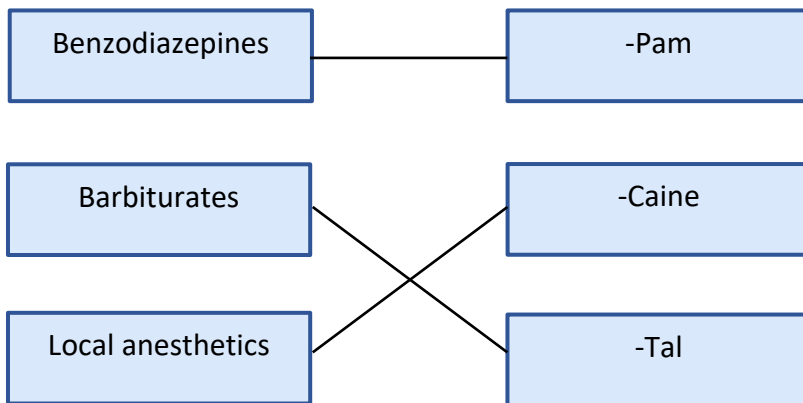 Benzodiazepines
-Pam
Barbiturates
-Caine
Local anesthetics
-Tal